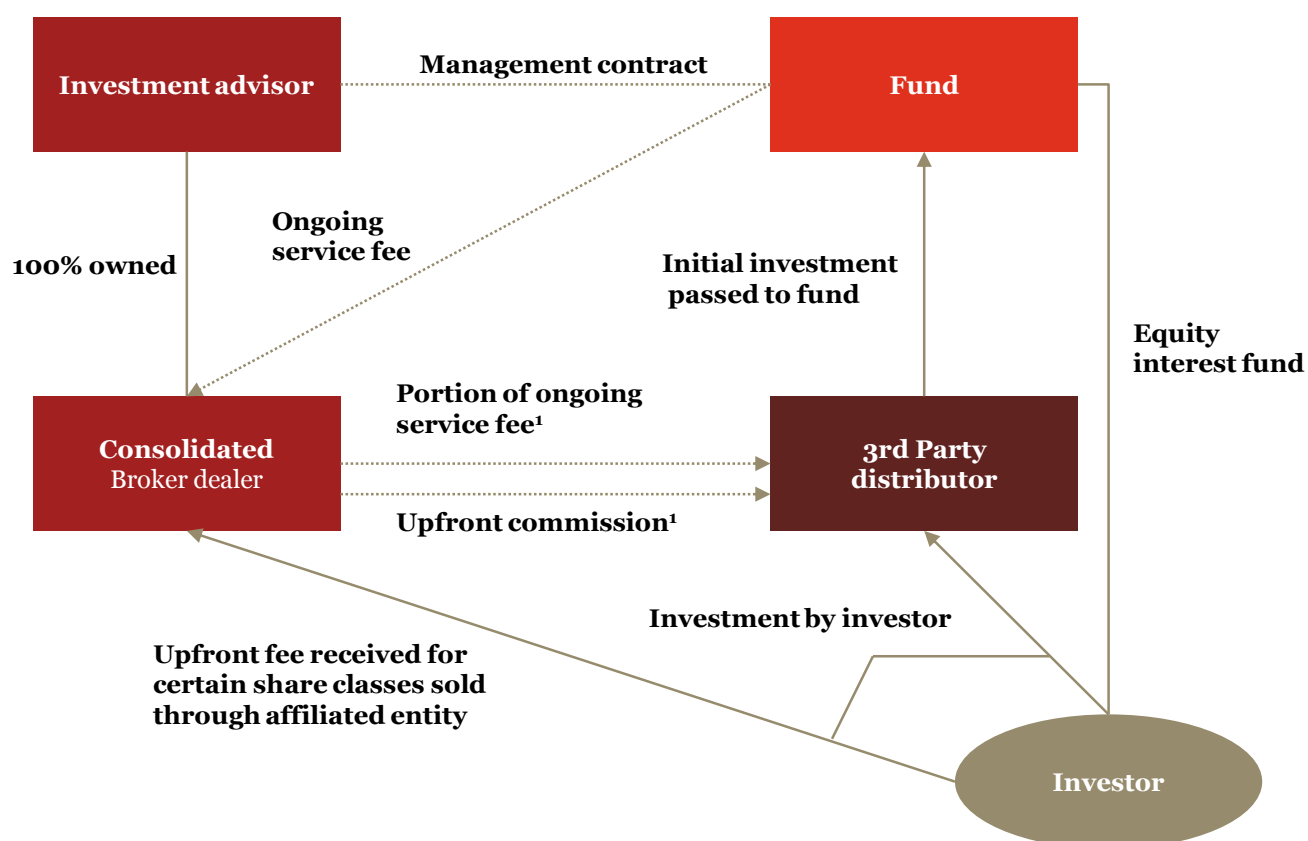 Investment advisor
Management contract
Fund
Ongoing
service fee
100% owned
Initial investment
passed to fund
Equity
interest fund
Portion of ongoing
service fee¹
Consolidated
Broker dealer
3rd Party
distributor
Upfront commission¹
Investment by investor
Upfront fee received for
certain share classes sold
through affiliated entity
Investor